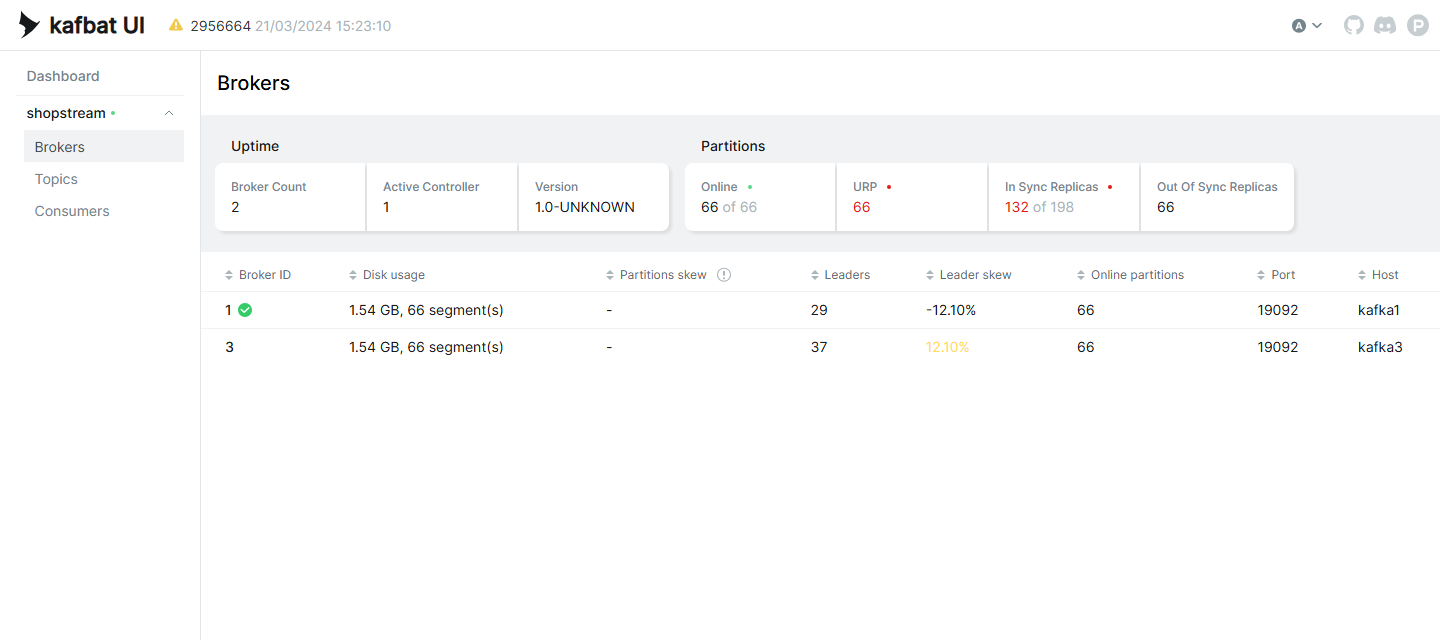 kafbat UI 2956664 21/03/2024 15:23:10 A P
Dashboard
shopstream
Brokers
Topics
Consumers
Brokers
Uptime
Broker Count
2
Active Controller
1
Version
1.0-UNKNOWN
Partitions
Online
66 of 66
URP
66
In Sync Replicas
132 of 198
Out Of Sync Replicas
66
Broker ID Disk usage Partitions skew Leaders Leader skew Online partitions Port Host
1 1.54 GB, 66 segment(s) - 29 -12.10% 66 19092 kafka1
3 1.54 GB, 66 segment(s) - 37 12.10% 66 19092 kafka3